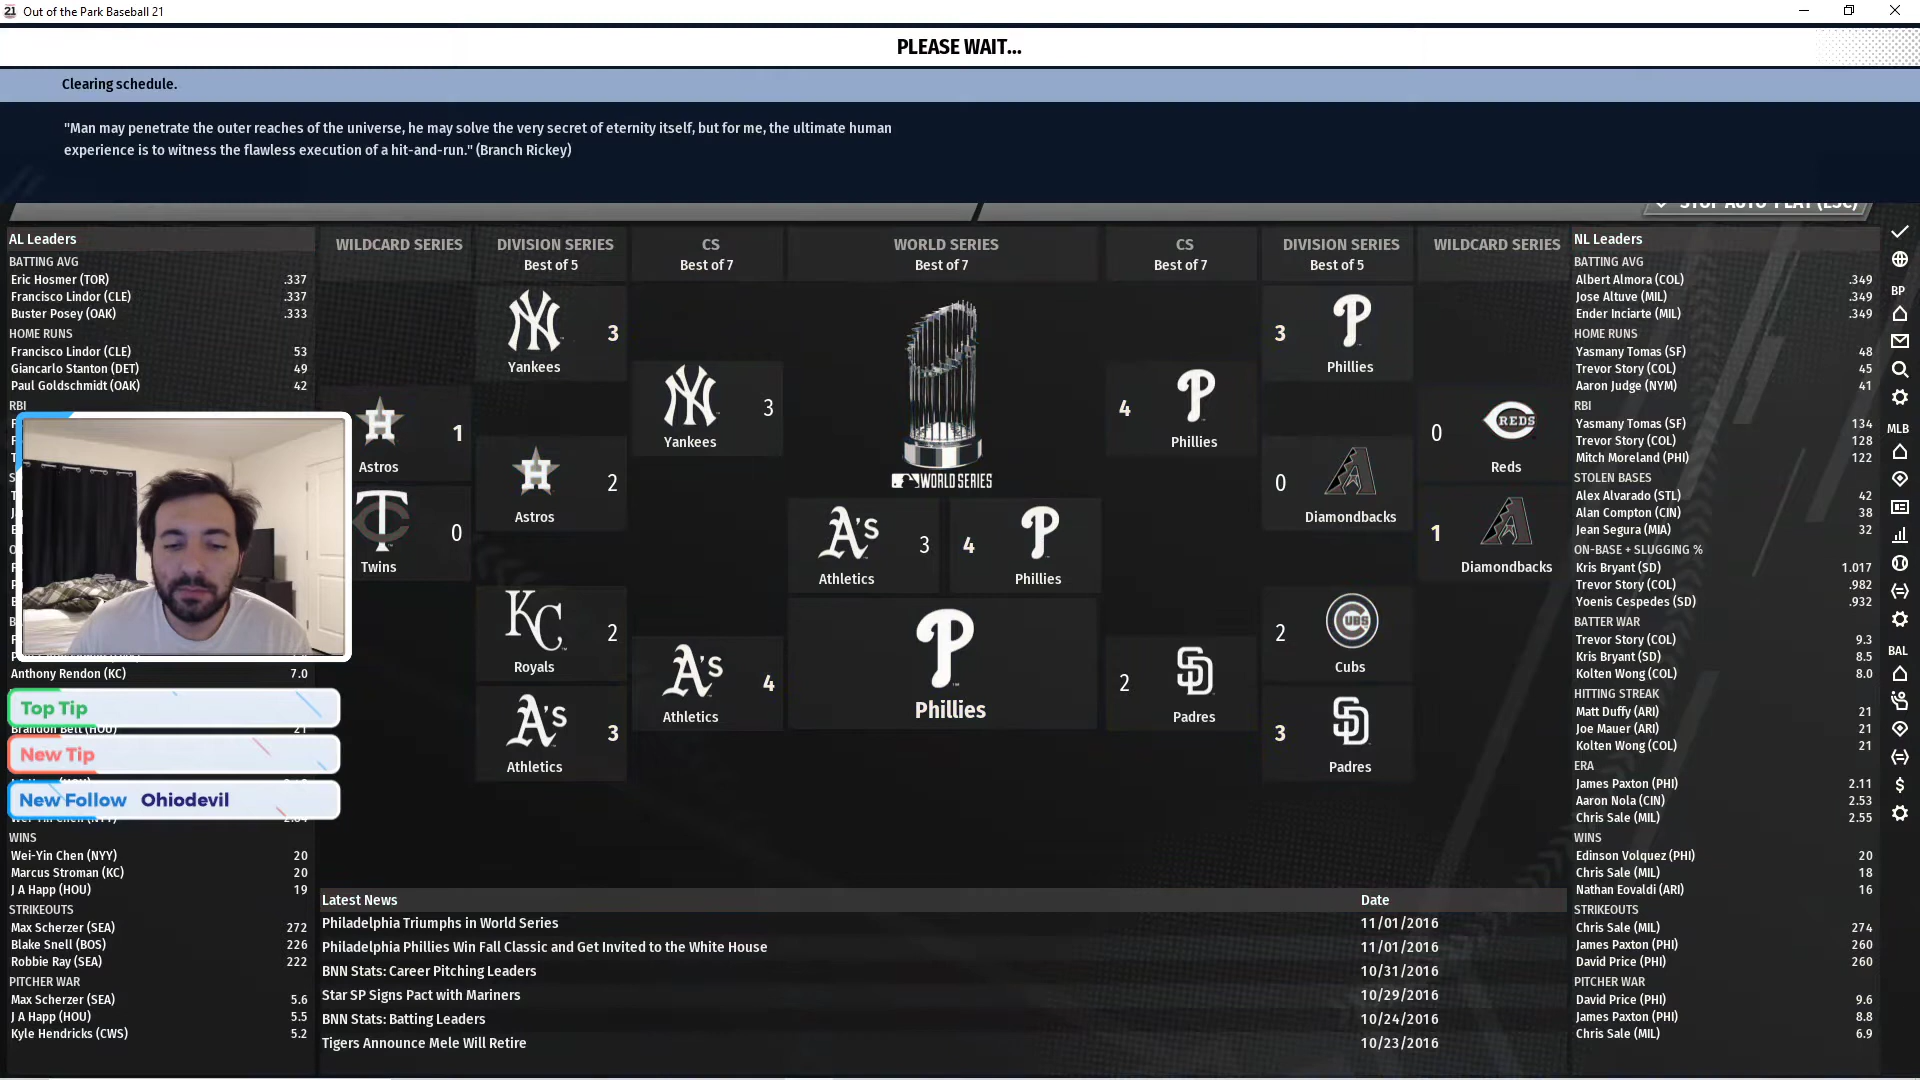 Out of the Park Baseball 21
PLEASE WAIT...
Clearing schedule.
"Man may penetrate the outer reaches of the universe, he may solve the very secret of eternity itself, but for me, the ultimate human
experience is to witness the flawless execution of a hit-and-run." (Branch Rickey)
STOP AUTO-PLAY (ESC)
AL Leaders
BATTING AVG
Eric Hosmer (TOR) .337
Francisco Lindor (CLE) .337
Buster Posey (OAK) .333
HOME RUNS
Francisco Lindor (CLE) 53
Giancarlo Stanton (DET) 49
Paul Goldschmidt (OAK) 42
RBI
Anthony Rendon (KC) 7.0
Top Tip
Brandon Belt (HOU) 21
New Tip
New Follow Ohiodevil
Wei-Yin Chen (NYY) 2.84
WINS
Wei-Yin Chen (NYY) 20
Marcus Stroman (KC) 20
J A Happ (HOU) 19
STRIKEOUTS
Max Scherzer (SEA) 272
Blake Snell (BOS) 226
Robbie Ray (SEA) 222
PITCHER WAR
Max Scherzer (SEA) 5.6
J A Happ (HOU) 5.5
Kyle Hendricks (CWS) 5.2
WILDCARD SERIES
Astros 1
Twins 0
DIVISION SERIES
Best of 5
Yankees 3
Astros 2
Royals 2
Athletics 3
CS
Best of 7
Yankees 3
Athletics 4
WORLD SERIES
Best of 7
WORLD SERIES
Athletics 3
4 Phillies
Phillies
CS
Best of 7
4 Phillies
2 Padres
DIVISION SERIES
Best of 5
3 Phillies
0 Diamondbacks
2 Cubs
3 Padres
WILDCARD SERIES
0 Reds
1 Diamondbacks
Latest News Date
Philadelphia Triumphs in World Series 11/01/2016
Philadelphia Phillies Win Fall Classic and Get Invited to the White House 11/01/2016
BNN Stats: Career Pitching Leaders 10/31/2016
Star SP Signs Pact with Mariners 10/29/2016
BNN Stats: Batting Leaders 10/24/2016
Tigers Announce Mele Will Retire 10/23/2016
NL Leaders
BATTING AVG
Albert Almora (COL) .349
Jose Altuve (MIL) .349
Ender Inciarte (MIL) .349
HOME RUNS
Yasmany Tomas (SF) 48
Trevor Story (COL) 45
Aaron Judge (NYM) 41
RBI
Yasmany Tomas (SF) 134
Trevor Story (COL) 128
Mitch Moreland (PHI) 122
STOLEN BASES
Alex Alvarado (STL) 42
Alan Compton (CIN) 38
Jean Segura (MIA) 32
ON-BASE + SLUGGING %
Kris Bryant (SD) 1.017
Trevor Story (COL) .982
Yoenis Cespedes (SD) .932
BATTER WAR
Trevor Story (COL) 9.3
Kris Bryant (SD) 8.5
Kolten Wong (COL) 8.0
HITTING STREAK
Matt Duffy (ARI) 21
Joe Mauer (ARI) 21
Kolten Wong (COL) 21
ERA
James Paxton (PHI) 2.11
Aaron Nola (CIN) 2.53
Chris Sale (MIL) 2.55
WINS
Edinson Volquez (PHI) 20
Chris Sale (MIL) 18
Nathan Eovaldi (ARI) 16
STRIKEOUTS
Chris Sale (MIL) 274
James Paxton (PHI) 260
David Price (PHI) 260
PITCHER WAR
David Price (PHI) 9.6
James Paxton (PHI) 8.8
Chris Sale (MIL) 6.9
BP
MLB
BAL